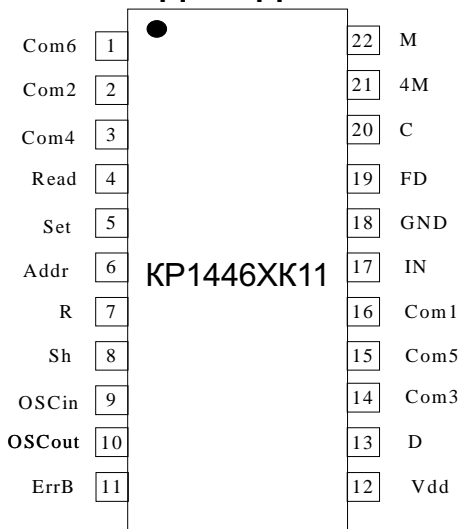 Com6 1 22 M
Com2 2 21 4M
Com4 3 20 C
Read 4 19 FD
Set 5 18 GND
Addr 6 КР1446ХК11 17 IN
R 7 16 Com1
Sh 8 15 Com5
OSCin 9 14 Com3
OSCout 10 13 D
ErrB 11 12 Vdd